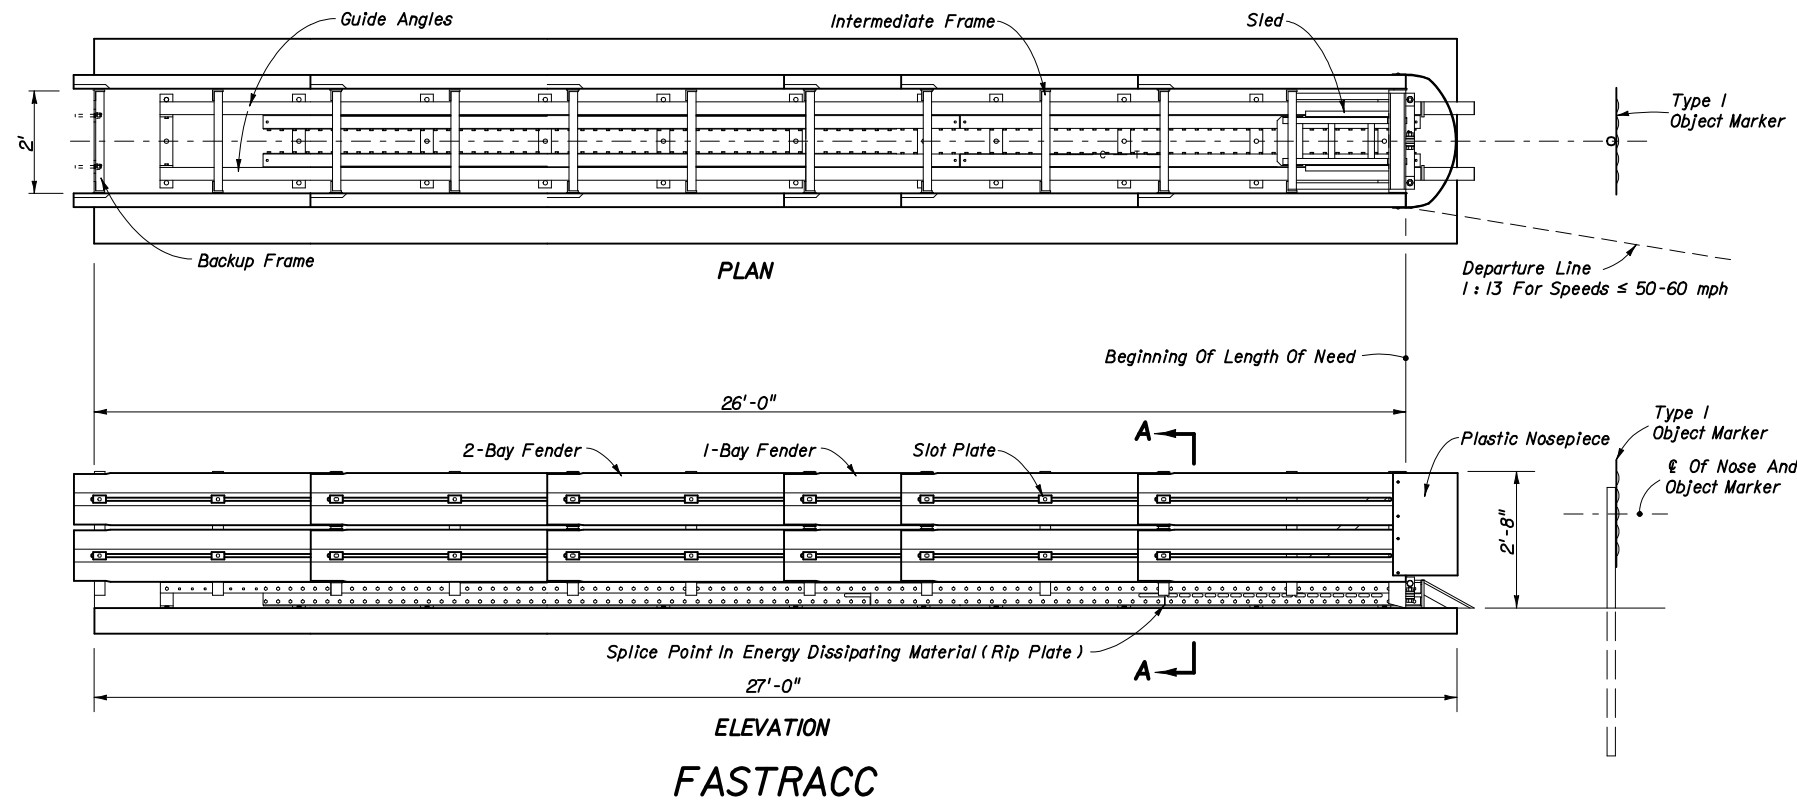 Guide Angles
Intermediate Frame
Sled
Type 1
Object Marker
2'
C T
Backup Frame
PLAN
Departure Line
1:13 For Speeds ≤ 50-60 mph
Beginning Of Length Of Need
26'-0"
A
2-Bay Fender
1-Bay Fender
Slot Plate
Plastic Nosepiece
Type 1
Object Marker
℄ Of Nose And
Object Marker
2'-8"
Splice Point In Energy Dissipating Material (Rip Plate)
A
27'-0"
ELEVATION
FASTRACC